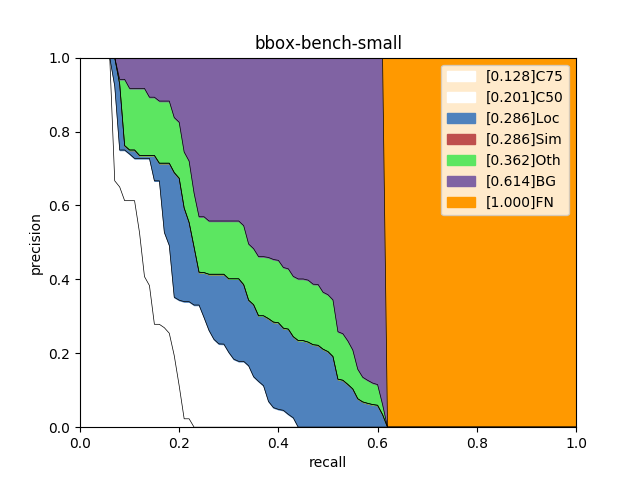 bbox-bench-small
[0.128]C75
[0.201]C50
[0.286]Loc
[0.286]Sim
[0.362]Oth
[0.614]BG
[1.000]FN
precision
1.0
0.8
0.6
0.4
0.2
0.0
0.0 0.2 0.4 0.6 0.8 1.0
recall